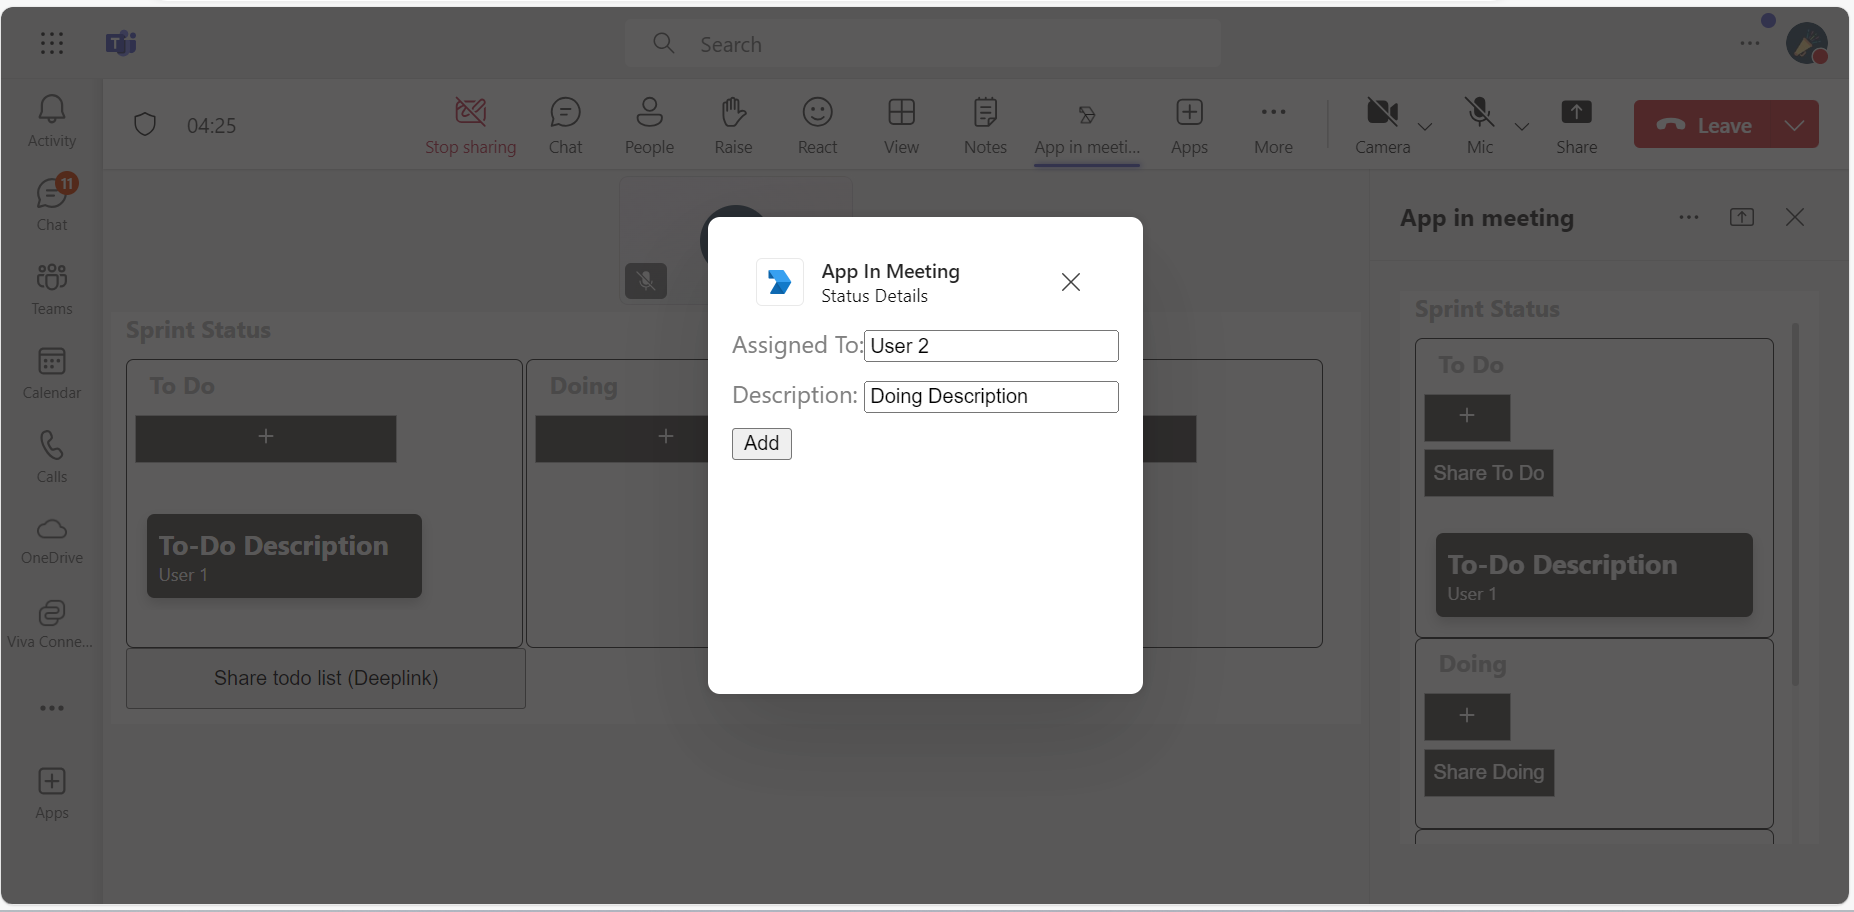 Search
Activity
11
Chat
Teams
Calendar
Calls
OneDrive
Viva Conne...
Apps
04:25
Stop sharing
Chat
People
Raise
React
View
Notes
App in meeti...
Apps
More
Camera
Mic
Share
Leave
Sprint Status
To Do
+
To-Do Description
User 1
Share todo list (Deeplink)
Doing
+
App In Meeting
Status Details
Assigned To: User 2
Description: Doing Description
Add
App in meeting
Sprint Status
To Do
+
Share To Do
To-Do Description
User 1
Doing
+
Share Doing